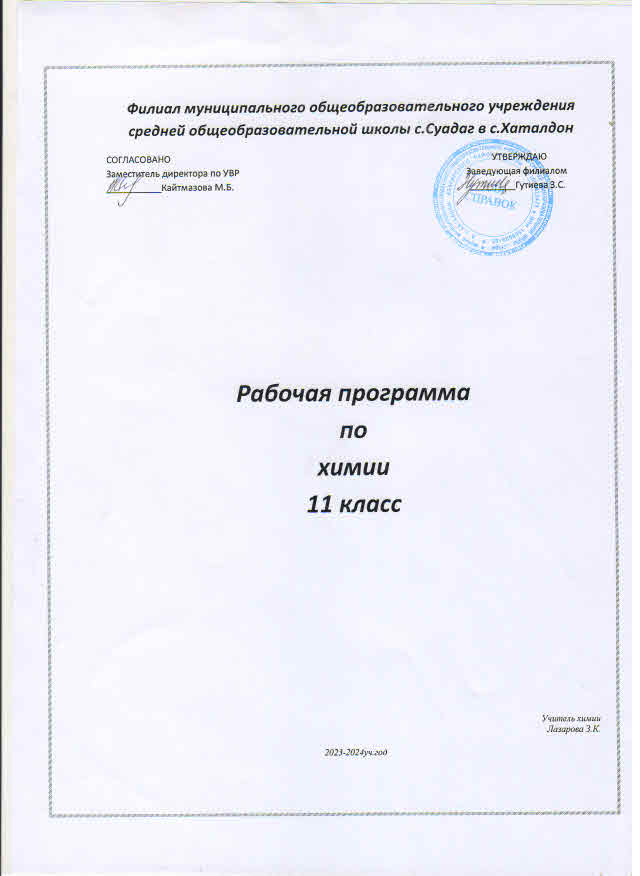 Филиал муниципального общеобразовательного учреждения
средней общеобразовательной школы с.Суадаг в с.Хаталдон
СОГЛАСОВАНО
Заместитель директора по УВР
Кайтмазова М.Б.
УТВЕРЖДАЮ
Заведующая филиалом
Гутиева З.С.
СПРАВОК
Рабочая программа
по
химии
11 класс
Учитель химии
Лазарова З.К.
2023-2024уч.год